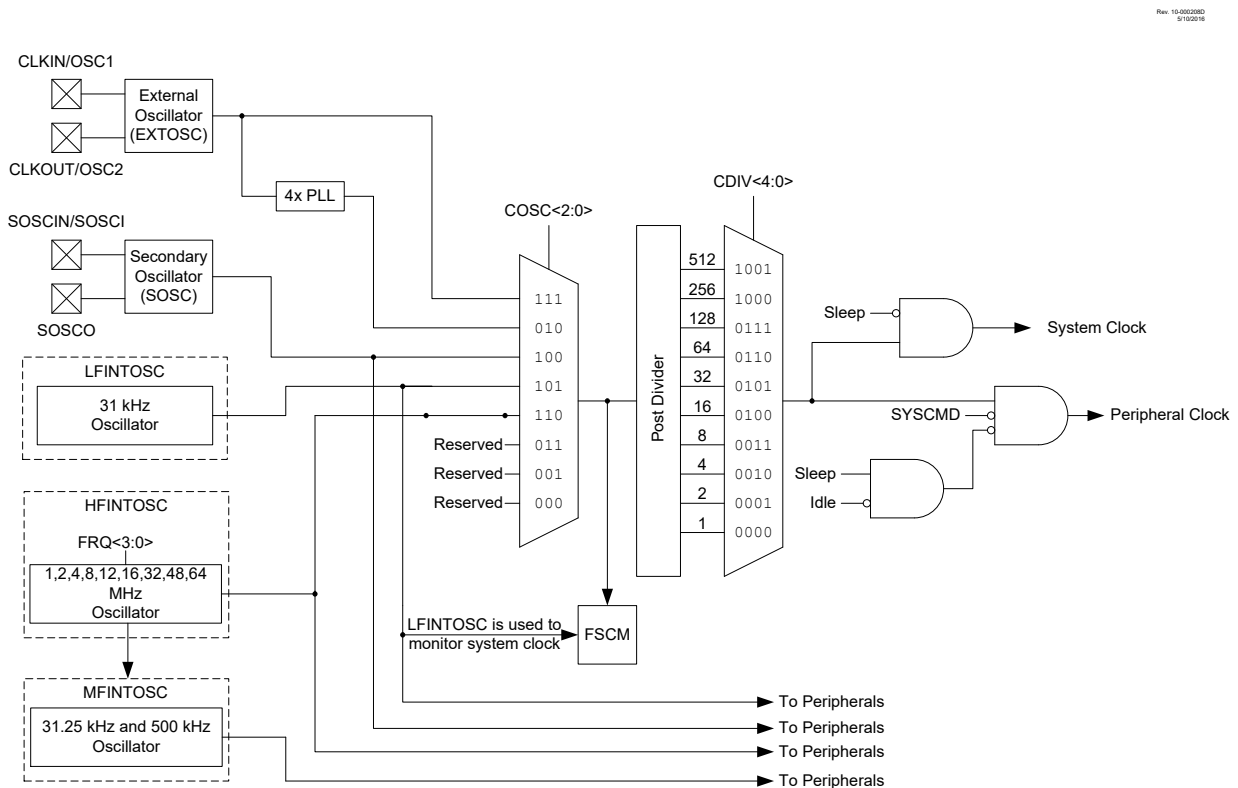 Rev. 10-000208D
5/10/2016
CLKIN/OSC1
External
Oscillator
(EXTOSC)
CLKOUT/OSC2
4x PLL
SOSCIN/SOSCI
Secondary
Oscillator
(SOSC)
SOSCO
LFINTOSC
31 kHz
Oscillator
HFINTOSC
FRQ<3:0>
1,2,4,8,12,16,32,48,64
MHz
Oscillator
MFINTOSC
31.25 kHz and 500 kHz
Oscillator
COSC<2:0>
111
010
100
101
110
Reserved 011
Reserved 001
Reserved 000
LFINTOSC is used to
monitor system clock
FSCM
Post Divider
CDIV<4:0>
512 1001
256 1000
128 0111
64 0110
32 0101
16 0100
8 0011
4 0010
2 0001
1 0000
Sleep
System Clock
SYSCMD
Peripheral Clock
Sleep
Idle
To Peripherals
To Peripherals
To Peripherals
To Peripherals